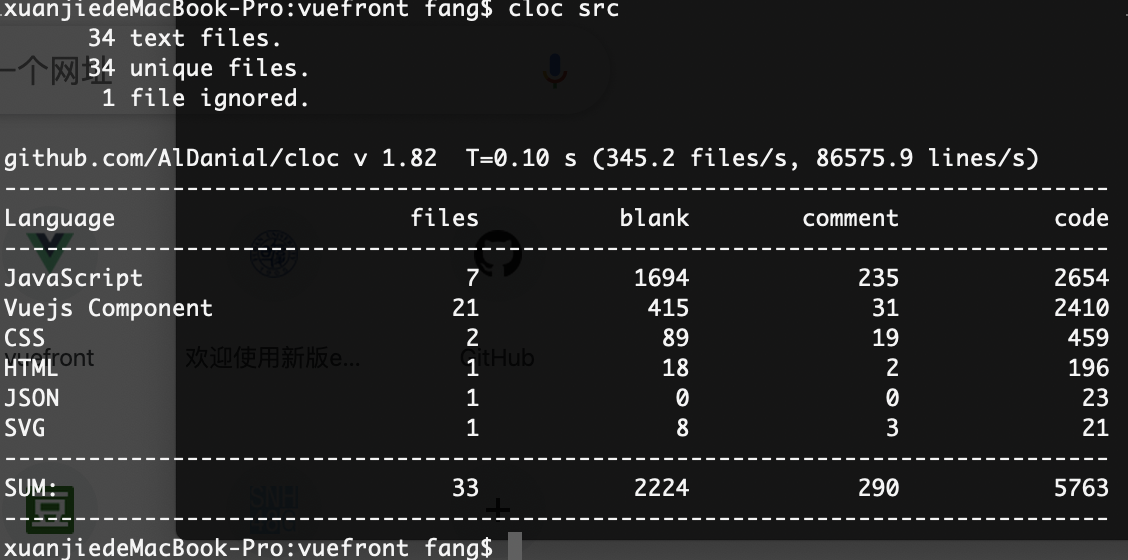 xuanjiedeMacBook-Pro:vuefront fang$ cloc src
      34 text files.
一个网址
      34 unique files.
       1 file ignored.
github.com/AlDanial/cloc v 1.82  T=0.10 s (345.2 files/s, 86575.9 lines/s)
-------------------------------------------------------------------------------
Language                     files          blank        comment           code
-------------------------------------------------------------------------------
JavaScript                       7           1694            235           2654
Vuejs Component                 21            415             31           2410
CSS                              2             89             19            459
vuefront 欢迎使用新版e... GitHub
HTML                             1             18              2            196
JSON                             1              0              0             23
SVG                              1              8              3             21
-------------------------------------------------------------------------------
SUM:                            33           2224            290           5763
豆
-------------------------------------------------------------------------------
xuanjiedeMacBook-Pro:vuefront fang$